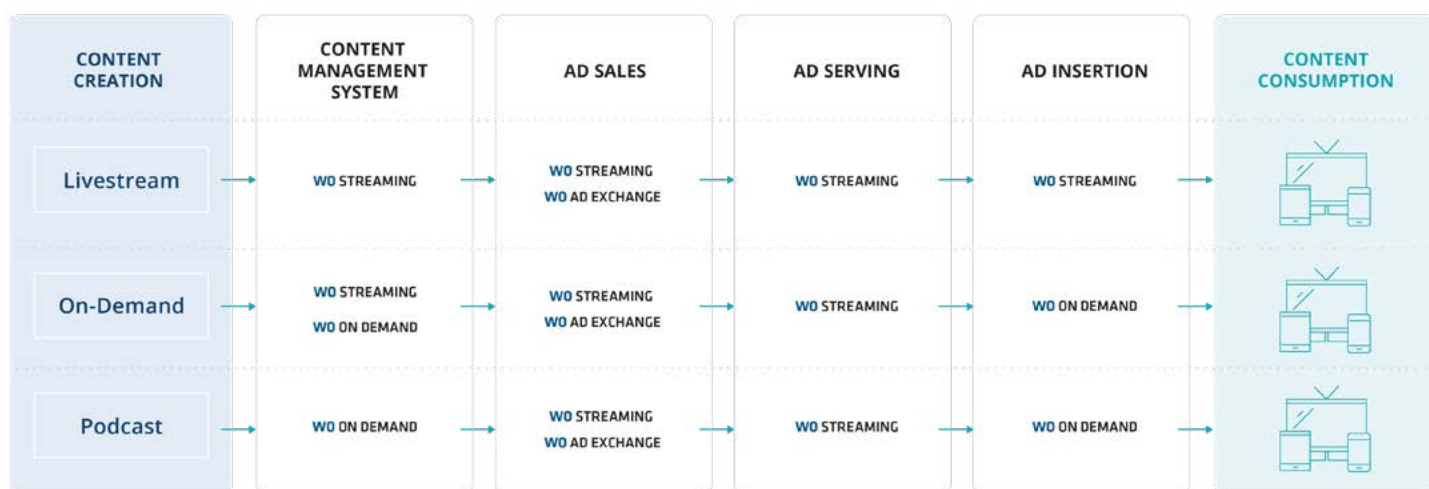 CONTENT
CREATION
CONTENT
MANAGEMENT
SYSTEM
AD SALES
AD SERVING
AD INSERTION
CONTENT
CONSUMPTION
Livestream
WO STREAMING
WO STREAMING
WO AD EXCHANGE
WO STREAMING
WO STREAMING
On-Demand
WO STREAMING
WO ON DEMAND
WO STREAMING
WO AD EXCHANGE
WO STREAMING
WO ON DEMAND
Podcast
WO ON DEMAND
WO STREAMING
WO AD EXCHANGE
WO STREAMING
WO ON DEMAND